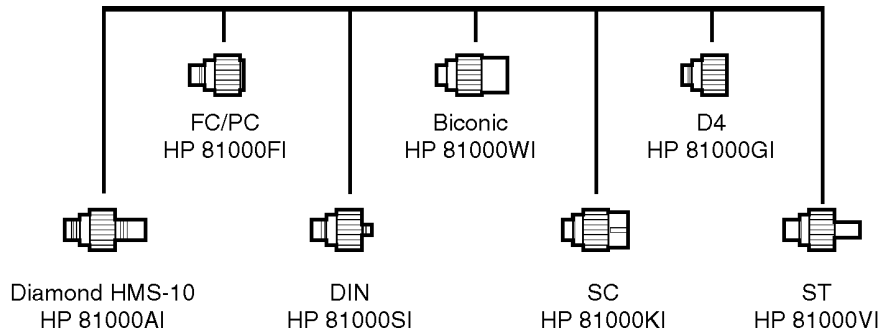 FC/PC
HP 81000FI
Biconic
HP 81000WI
D4
HP 81000GI
Diamond HMS-10
HP 81000AI
DIN
HP 81000SI
SC
HP 81000KI
ST
HP 81000VI